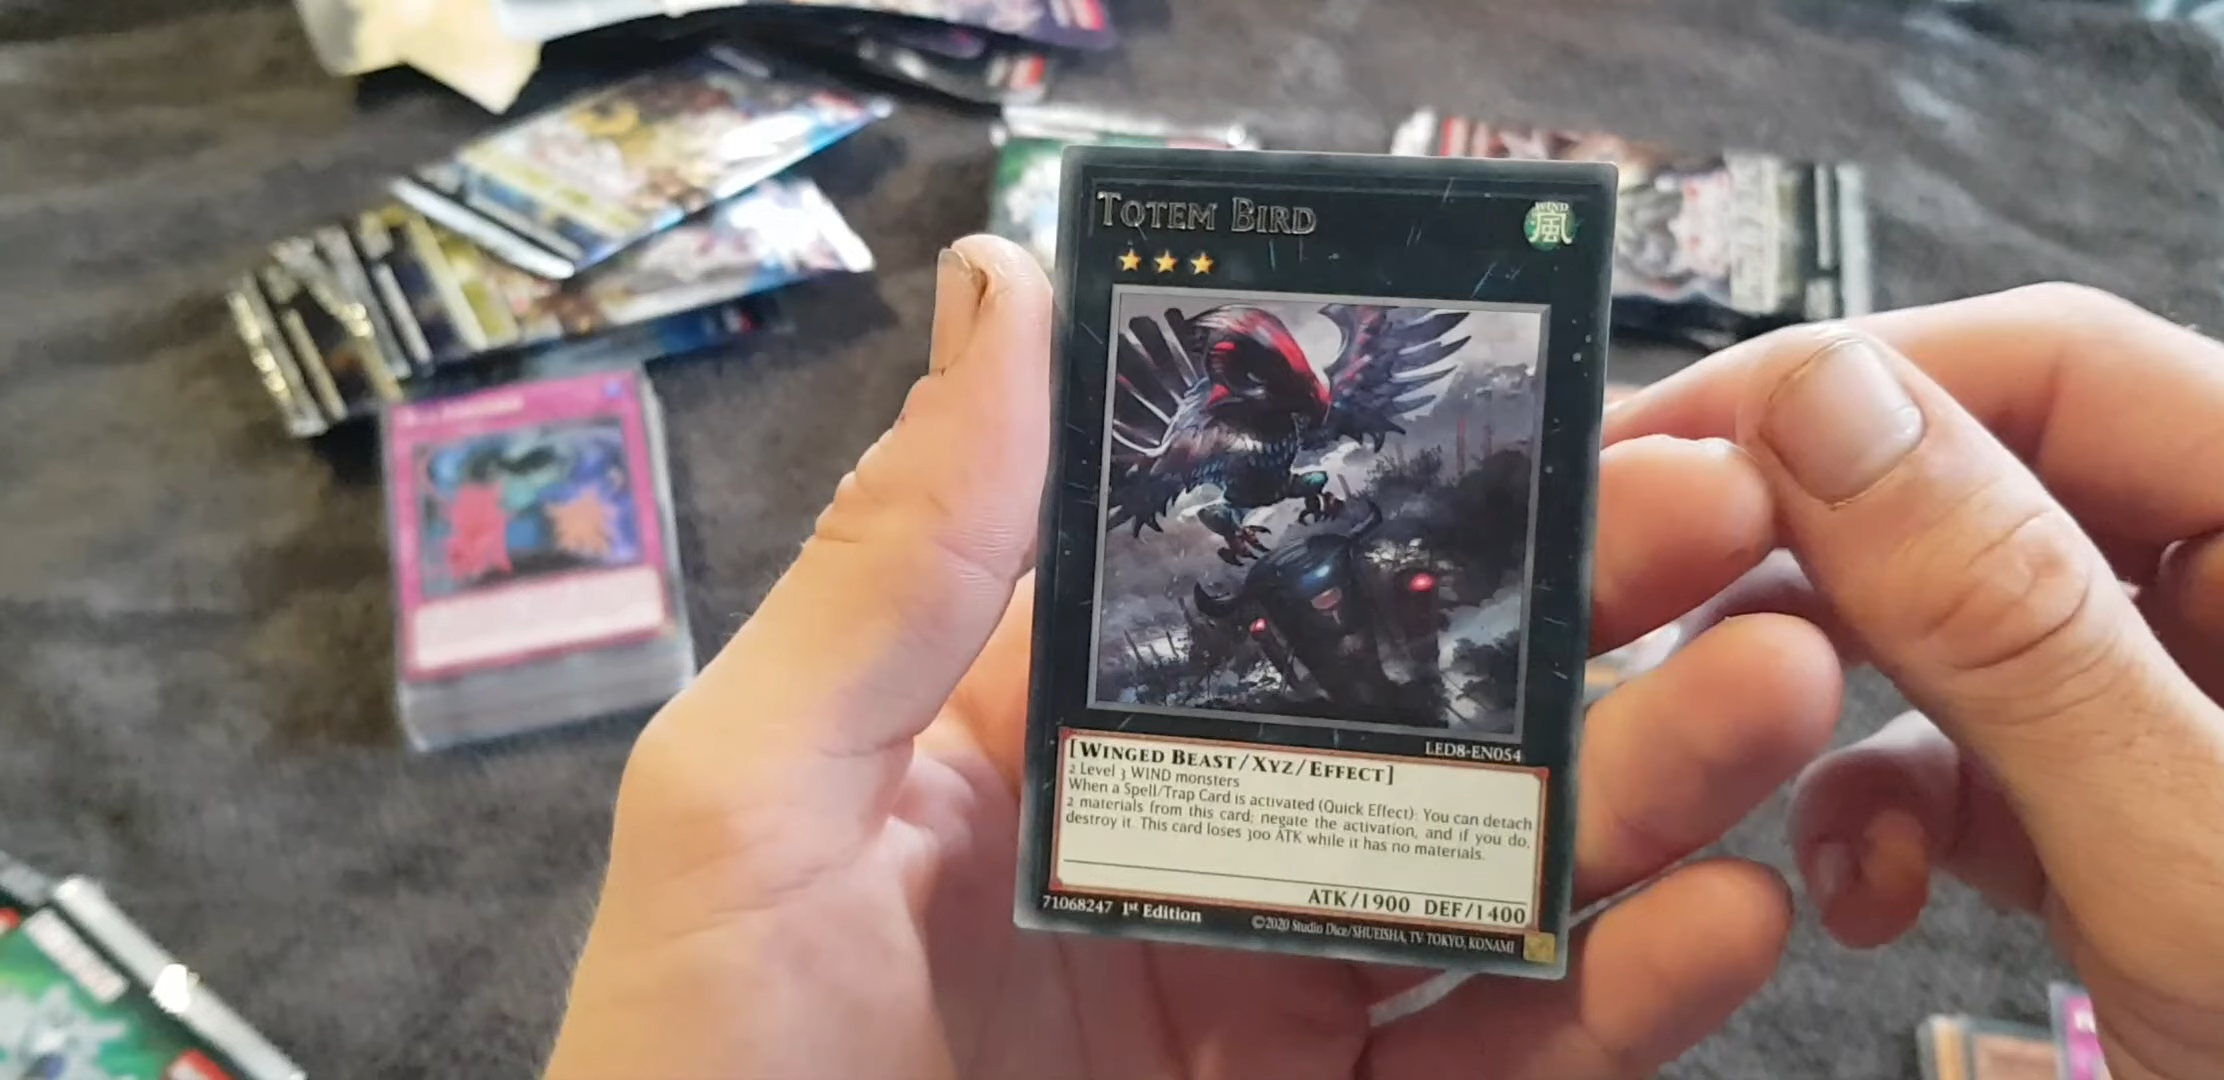 TOTEM BIRD
WIND
風
LED8-EN054
[WINGED BEAST/XYZ/EFFECT]
2 Level 3 WIND monsters
When a Spell/Trap Card is activated (Quick Effect): You can detach
2 materials from this card; negate the activation, and if you do,
destroy it. This card loses 300 ATK while it has no materials.
ATK/1900 DEF/1400
71068247 1st Edition
©2020 Studio Dice/SHUEISHA, TV TOKYO, KONAMI